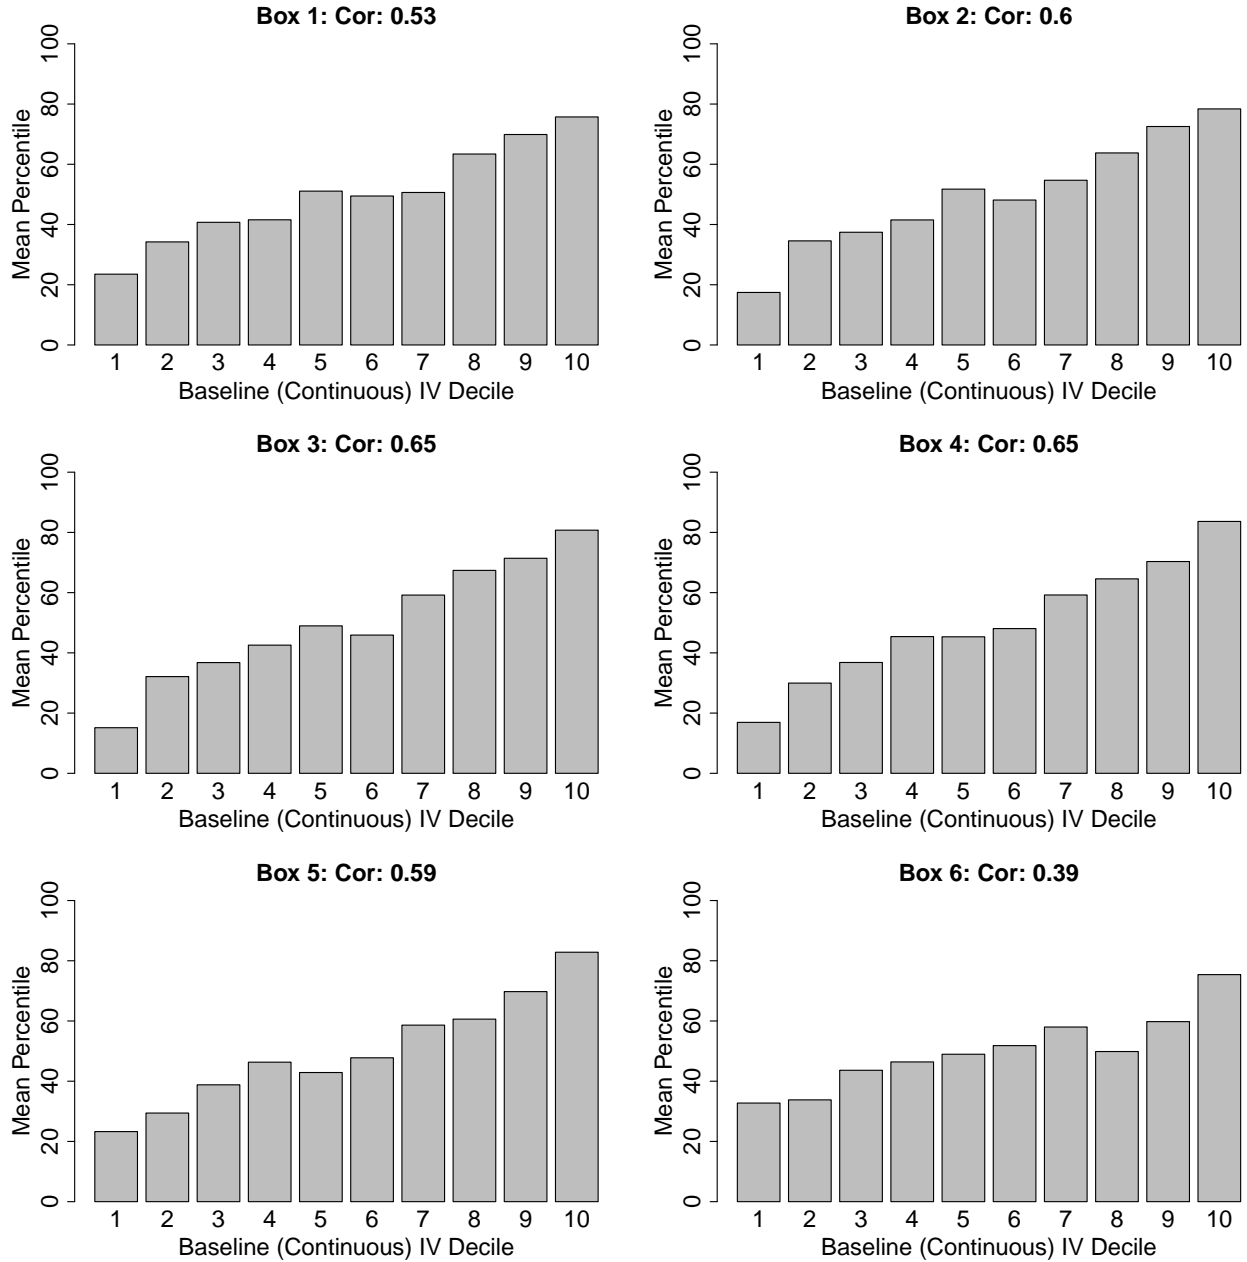 Box 1: Cor: 0.53
Mean Percentile
0 20 40 60 80 100
1 2 3 4 5 6 7 8 9 10
Baseline (Continuous) IV Decile
Box 2: Cor: 0.6
Mean Percentile
0 20 40 60 80 100
1 2 3 4 5 6 7 8 9 10
Baseline (Continuous) IV Decile
Box 3: Cor: 0.65
Mean Percentile
0 20 40 60 80 100
1 2 3 4 5 6 7 8 9 10
Baseline (Continuous) IV Decile
Box 4: Cor: 0.65
Mean Percentile
0 20 40 60 80 100
1 2 3 4 5 6 7 8 9 10
Baseline (Continuous) IV Decile
Box 5: Cor: 0.59
Mean Percentile
0 20 40 60 80 100
1 2 3 4 5 6 7 8 9 10
Baseline (Continuous) IV Decile
Box 6: Cor: 0.39
Mean Percentile
0 20 40 60 80 100
1 2 3 4 5 6 7 8 9 10
Baseline (Continuous) IV Decile